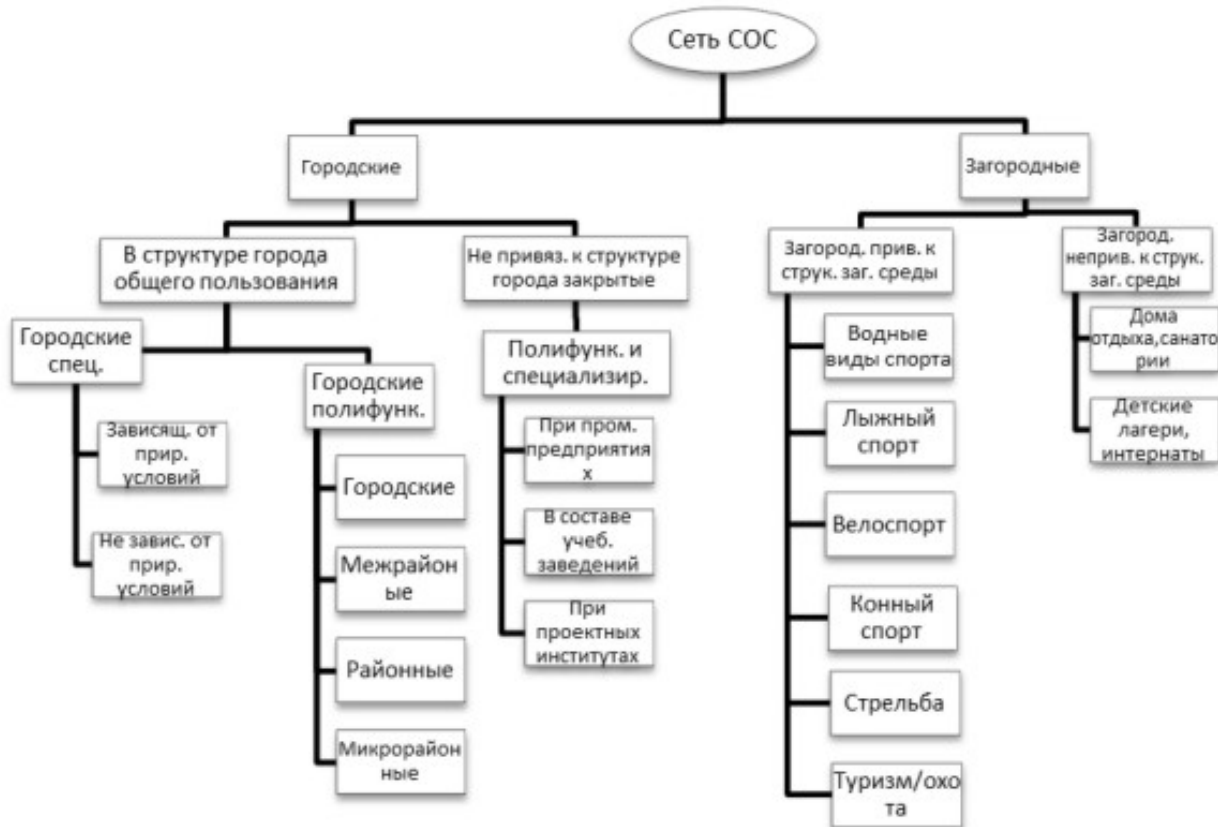 Сеть СОС
Городские
Загородные
В структуре города
общего пользования
Не привяз. к структуре
города закрытые
Загород. прив. к
струк. заг. среды
Загород.
неприв. к струк.
заг. среды
Городские
спец.
Городские
полифунк.
Полифунк. и
специализир.
Зависящ. от
прир.
условий
Не завис. от
прир.
условий
Городские
Межрайон
ые
Районные
Микрорайон
ные
При пром.
предприятия
х
В составе
учеб.
заведений
При
проектных
институтах
Водные
виды спорта
Лыжный
спорт
Велоспорт
Конный
спорт
Стрельба
Туризм/охо
та
Дома
отдыха,санато
рии
Детские
лагери,
интернаты